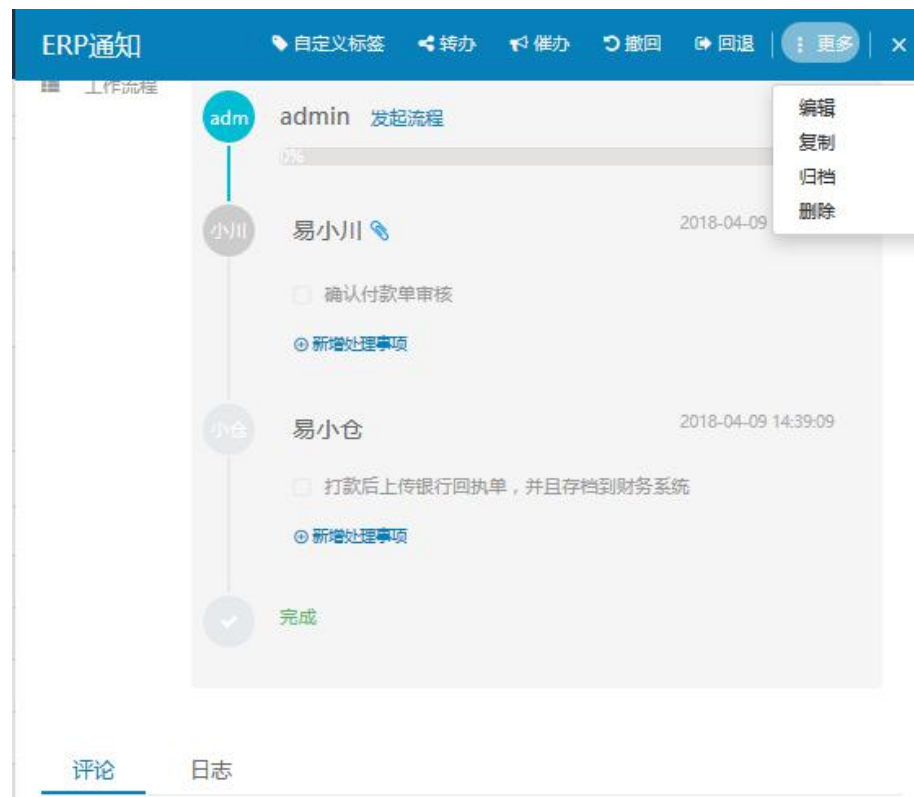 ERP通知 自定义标签 转办 催办 撤回 回退 更多 ×
工作流程
adm admin 发起流程
0%
编辑
复制
归档
删除
小川 易小川 2018-04-09
确认付款单审核
新增处理事项
小仓 易小仓 2018-04-09 14:39:09
打款后上传银行回执单，并且存档到财务系统
新增处理事项
完成
评论 日志